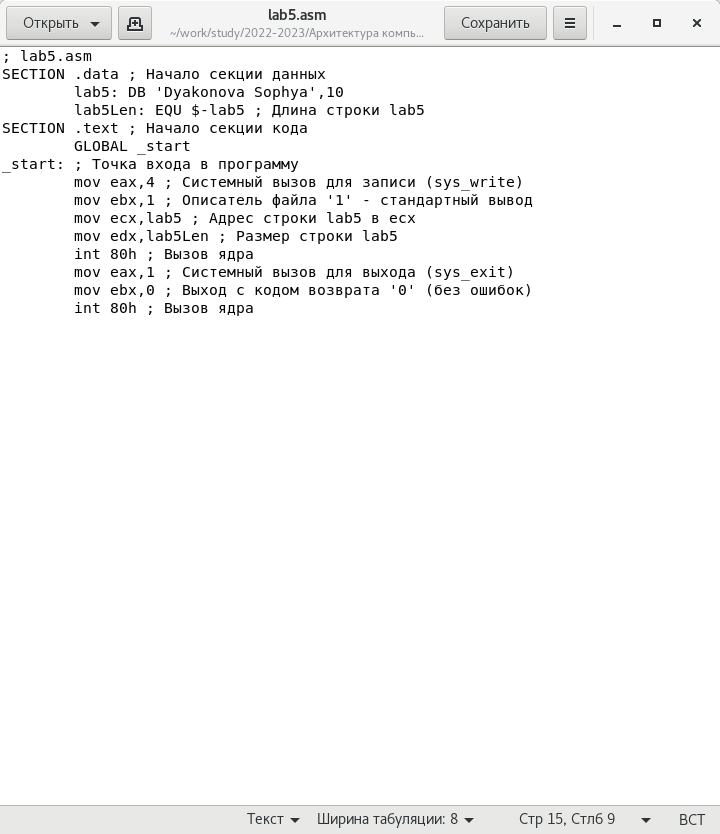 Открыть
lab5.asm
~/work/study/2022-2023/Архитектура компь…
Сохранить
; lab5.asm
SECTION .data ; Начало секции данных
lab5: DB 'Dyakonova Sophya',10
lab5Len: EQU $-lab5 ; Длина строки lab5
SECTION .text ; Начало секции кода
GLOBAL _start
_start: ; Точка входа в программу
mov eax,4 ; Системный вызов для записи (sys_write)
mov ebx,1 ; Описатель файла '1' - стандартный вывод
mov ecx,lab5 ; Адрес строки lab5 в ecx
mov edx,lab5Len ; Размер строки lab5
int 80h ; Вызов ядра
mov eax,1 ; Системный вызов для выхода (sys_exit)
mov ebx,0 ; Выход с кодом возврата '0' (без ошибок)
int 80h ; Вызов ядра
Текст Ширина табуляции: 8 Стр 15, Стлб 9 ВСТ